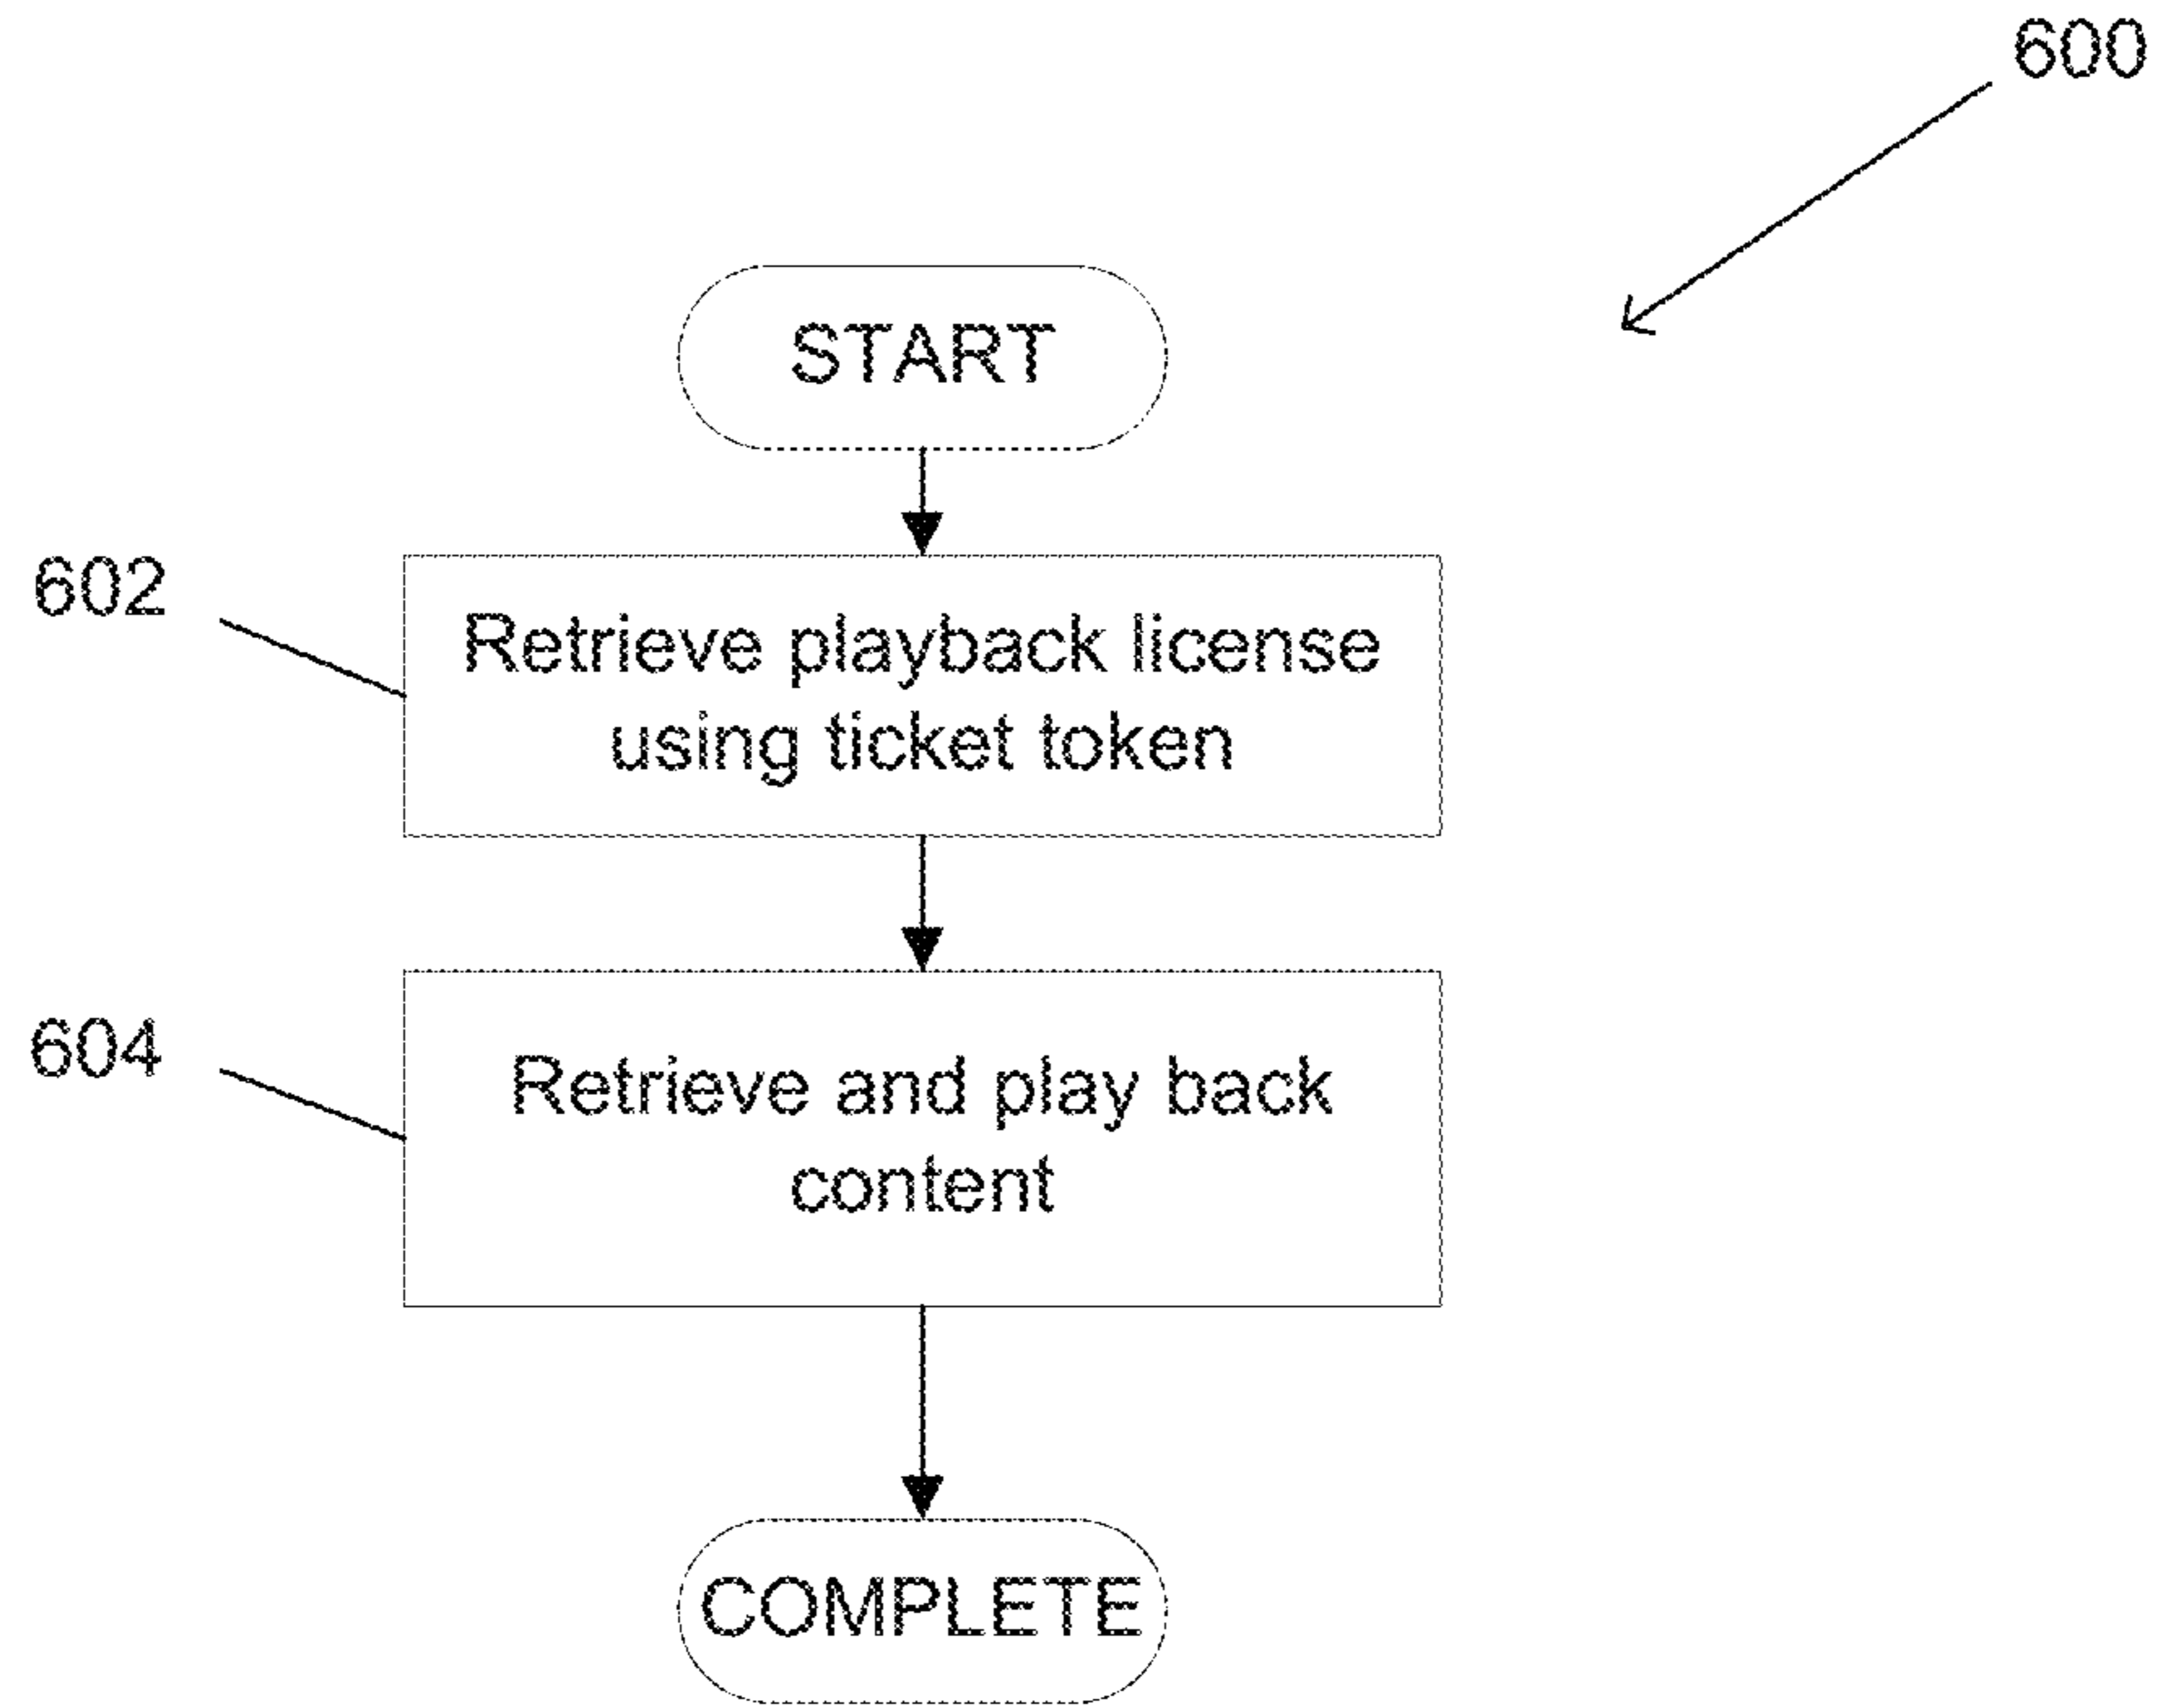 600
START
602
Retrieve playback license
using ticket token
604
Retrieve and play back
content
COMPLETE